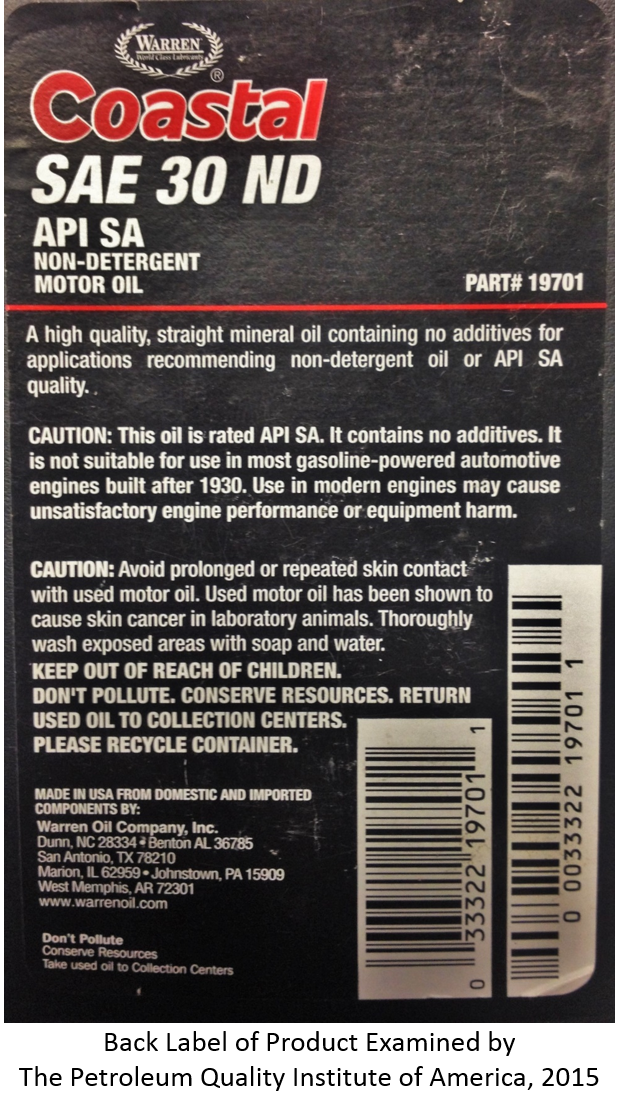 WARREN
World Class Lubricants
Coastal®
SAE 30 ND
API SA
NON-DETERGENT
MOTOR OIL
PART# 19701
A high quality, straight mineral oil containing no additives for
applications recommending non-detergent oil or API SA
quality.
CAUTION: This oil is rated API SA. It contains no additives. It
is not suitable for use in most gasoline-powered automotive
engines built after 1930. Use in modern engines may cause
unsatisfactory engine performance or equipment harm.
CAUTION: Avoid prolonged or repeated skin contact
with used motor oil. Used motor oil has been shown to
cause skin cancer in laboratory animals. Thoroughly
wash exposed areas with soap and water.
KEEP OUT OF REACH OF CHILDREN.
DON'T POLLUTE. CONSERVE RESOURCES. RETURN
USED OIL TO COLLECTION CENTERS.
PLEASE RECYCLE CONTAINER.
MADE IN USA FROM DOMESTIC AND IMPORTED
COMPONENTS BY:
Warren Oil Company, Inc.
Dunn, NC 28334 • Benton AL 36785
San Antonio, TX 78210
Marion, IL 62959 • Johnstown, PA 15909
West Memphis, AR 72301
www.warrenoil.com
Don't Pollute
Conserve Resources
Take used oil to Collection Centers
0 33322 19701 1
0 0033322 19701 1
Back Label of Product Examined by
The Petroleum Quality Institute of America, 2015